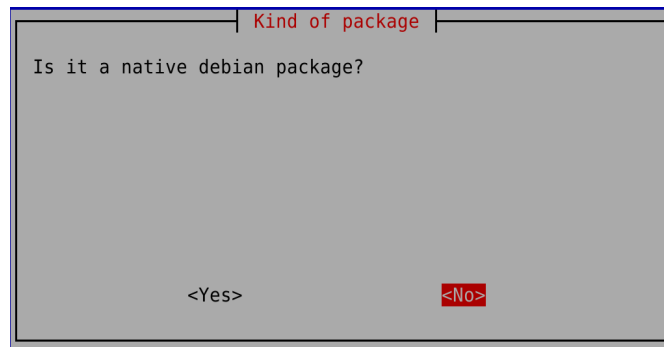 Kind of package
Is it a native debian package?
<Yes>
<No>